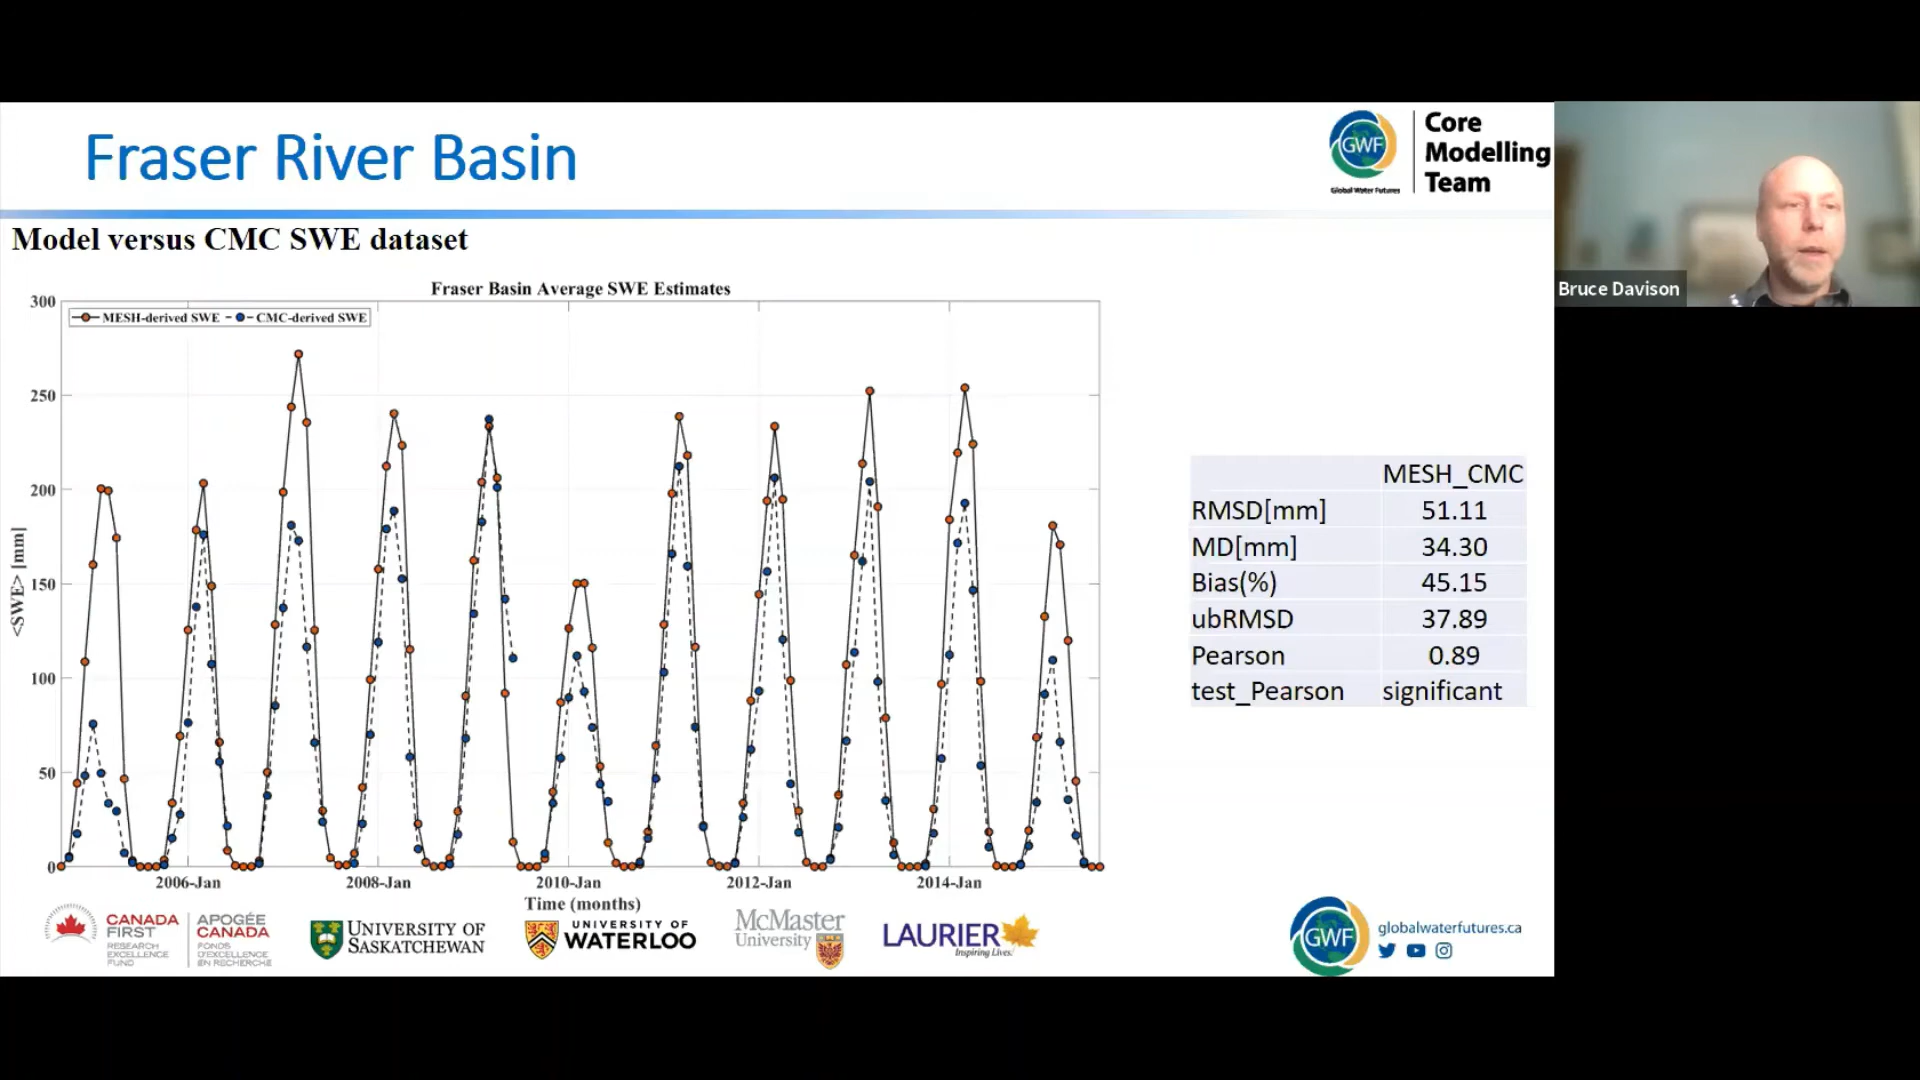 Fraser River Basin
GWF
Global Water Futures
Core
Modelling
Team
Bruce Davison
Model versus CMC SWE dataset
Fraser Basin Average SWE Estimates
MESH-derived SWE
CMC-derived SWE
<SWE> [mm]
300
250
200
150
100
50
0
2006-Jan
2008-Jan
2010-Jan
2012-Jan
2014-Jan
Time (months)
MESH_CMC
RMSD[mm] 51.11
MD[mm] 34.30
Bias(%) 45.15
ubRMSD 37.89
Pearson 0.89
test_Pearson significant
CANADA
FIRST
RESEARCH
EXCELLENCE
FUND
APOGÉE
CANADA
FONDS
D'EXCELLENCE
EN RECHERCHE
UNIVERSITY OF
SASKATCHEWAN
UNIVERSITY OF
WATERLOO
McMaster
University
LAURIER
Inspiring Lives.
GWF
globalwaterfutures.ca